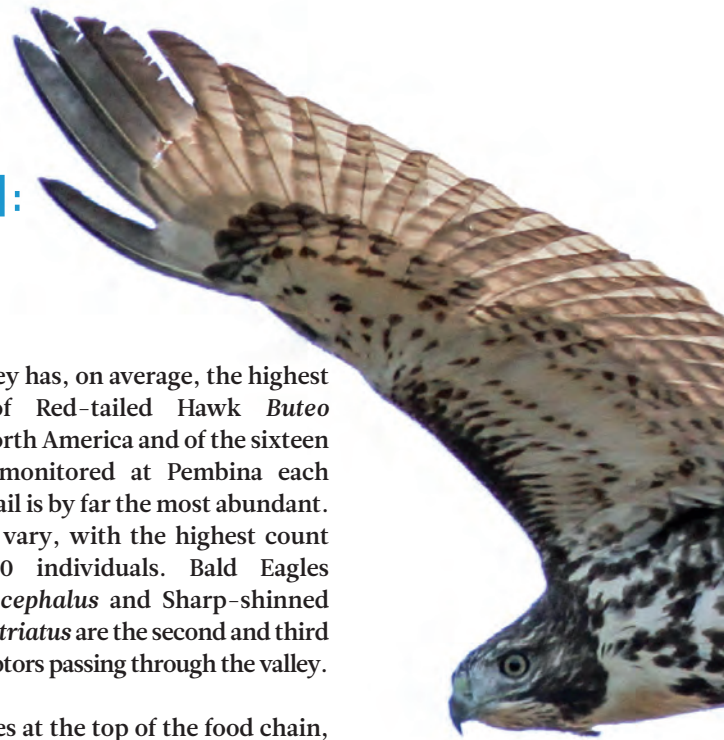 :
ey has, on average, the highest
of Red-tailed Hawk Buteo
orth America and of the sixteen
monitored at Pembina each
ail is by far the most abundant.
vary, with the highest count
0 individuals. Bald Eagles
cephalus and Sharp-shinned
triatus are the second and third
otors passing through the valley.
es at the top of the food chain,